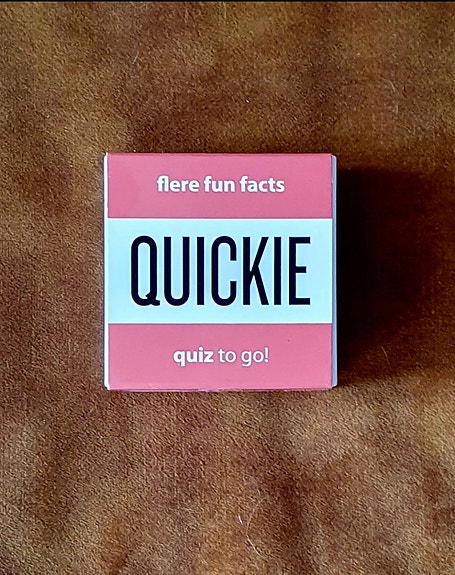 flere fun facts
QUICKIE
quiz to go!